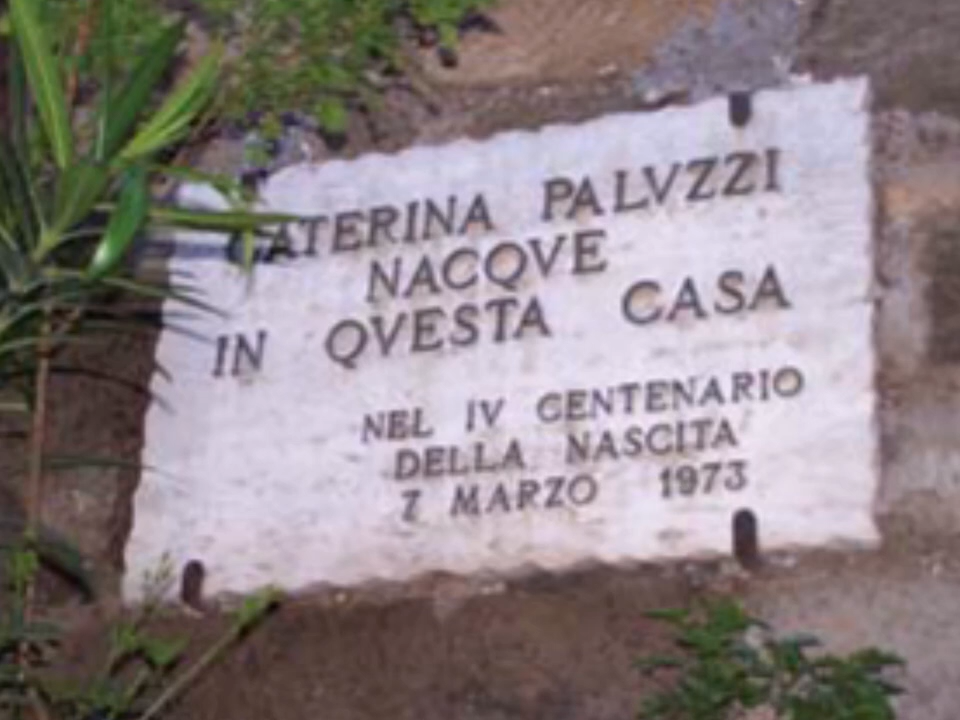 CATERINA PALVZZI
NACQVE
IN QVESTA CASA
NEL IV CENTENARIO
DELLA NASCITA
7 MARZO 1973